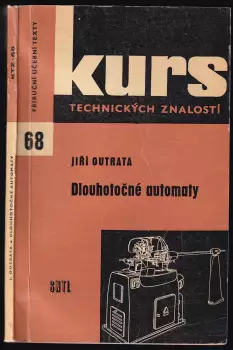 KTZ 68
J. OUTRATA • DLOUHOTOČNÉ AUTOMATY
PŘÍRUČNÍ UČEBNÍ TEXTY
kurs
TECHNICKÝCH ZNALOSTÍ
68
JIŘÍ OUTRATA
Dlouhotočné automaty
SNTL